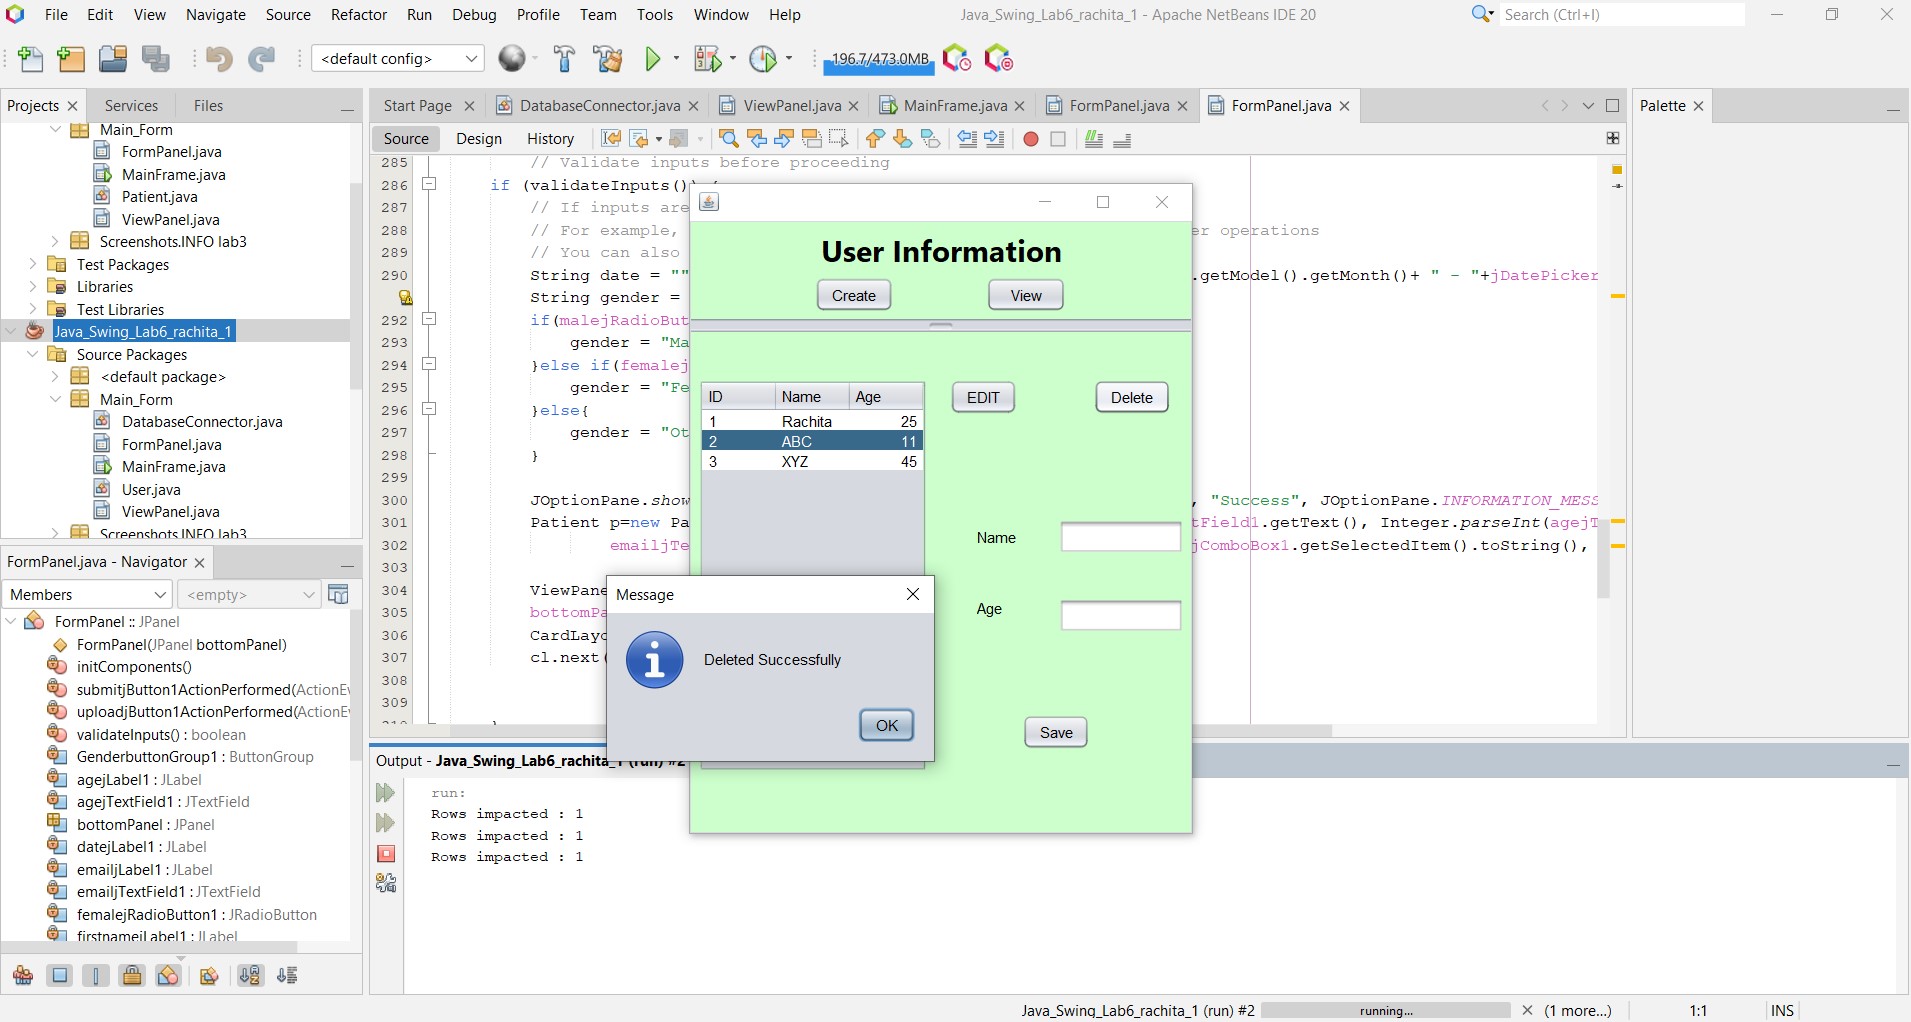 File Edit View Navigate Source Refactor Run Debug Profile Team Tools Window Help
Java_Swing_Lab6_rachita_1 - Apache NetBeans IDE 20
Search (Ctrl+I)
<default config>
196.7/473.0MB
Projects Services Files
Main_Form
FormPanel.java
MainFrame.java
Patient.java
ViewPanel.java
Screenshots.INFO lab3
Test Packages
Libraries
Test Libraries
Java_Swing_Lab6_rachita_1
Source Packages
<default package>
Main_Form
DatabaseConnector.java
FormPanel.java
MainFrame.java
User.java
ViewPanel.java
Screenshots.INFO lab3
FormPanel.java - Navigator
Members <empty>
FormPanel :: JPanel
FormPanel(JPanel bottomPanel)
initComponents()
submitjButton1ActionPerformed(ActionEv
uploadjButton1ActionPerformed(ActionE
validateInputs() : boolean
GenderbuttonGroup1 : ButtonGroup
agejLabel1 : JLabel
agejTextField1 : JTextField
bottomPanel : JPanel
datejLabel1 : JLabel
emailjLabel1 : JLabel
emailjTextField1 : JTextField
femalejRadioButton1 : JRadioButton
firstnamejLabel1 : JLabel
Start Page DatabaseConnector.java ViewPanel.java MainFrame.java FormPanel.java FormPanel.java
Source Design History
285 // Validate inputs before proceeding
286 if (validateInputs()) {
287 // If inputs are
288 // For example, er operations
289 // You can also
290 String date = "" .getModel().getMonth()+ " - "+jDatePicker
String gender =
292 if(malejRadioBut
293 gender = "Ma
294 }else if(femalej
295 gender = "Fe
296 }else{
297 gender = "Ot
298 }
299
300 JOptionPane.show , "Success", JOptionPane.INFORMATION_MESS
301 Patient p=new Pa tField1.getText(), Integer.parseInt(agejT
302 emailjTe jComboBox1.getSelectedItem().toString(),
303
304 ViewPane
305 bottomPa
306 CardLayo
307 cl.next(
308
309
310 }
User Information
Create View
ID Name Age
1 Rachita 25
2 ABC 11
3 XYZ 45
EDIT Delete
Name
Age
Save
Message
Deleted Successfully
OK
Output - Java_Swing_Lab6_rachita_1 (run) #2
run:
Rows impacted : 1
Rows impacted : 1
Rows impacted : 1
Palette
Java_Swing_Lab6_rachita_1 (run) #2 running... (1 more...) 1:1 INS